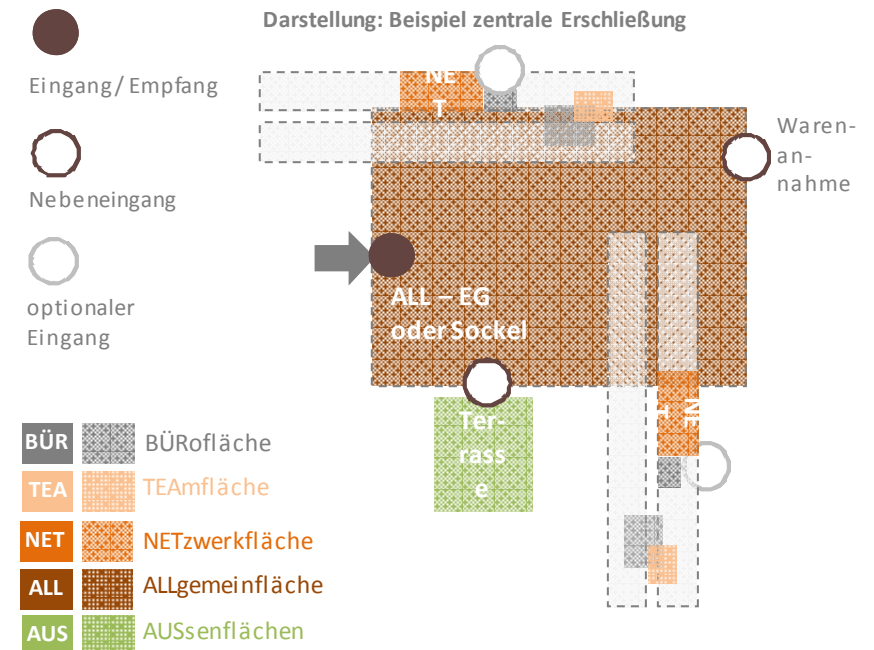 Darstellung: Beispiel zentrale Erschließung
Eingang/ Empfang
Nebeneingang
optionaler
Eingang
NE
T
Waren-
an-
nahme
ALL – EG
oder Sockel
Ter-
rass
e
NE
T
BÜR BÜRofläche
TEA TEAmfläche
NET NETzwerkfläche
ALL ALLgemeinfläche
AUS AUSsenflächen